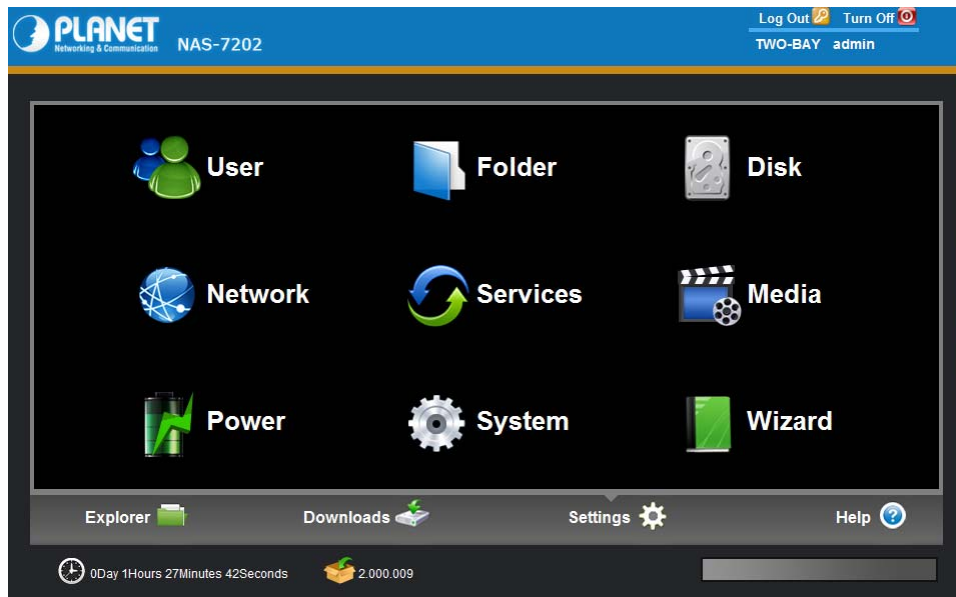 PLANET
Networking & Communication
NAS-7202
Log Out Turn Off
TWO-BAY admin
User Folder Disk
Network Services Media
Power System Wizard
Explorer Downloads Settings Help
0Day 1Hours 27Minutes 42Seconds 2.000.009